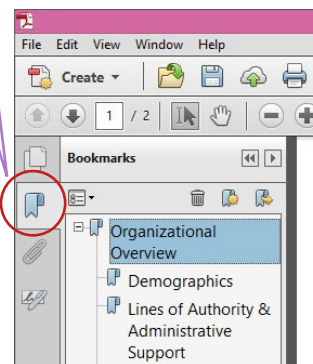 File Edit View Window Help
Create
1 / 2
Bookmarks
Organizational
Overview
Demographics
Lines of Authority &
Administrative
Support